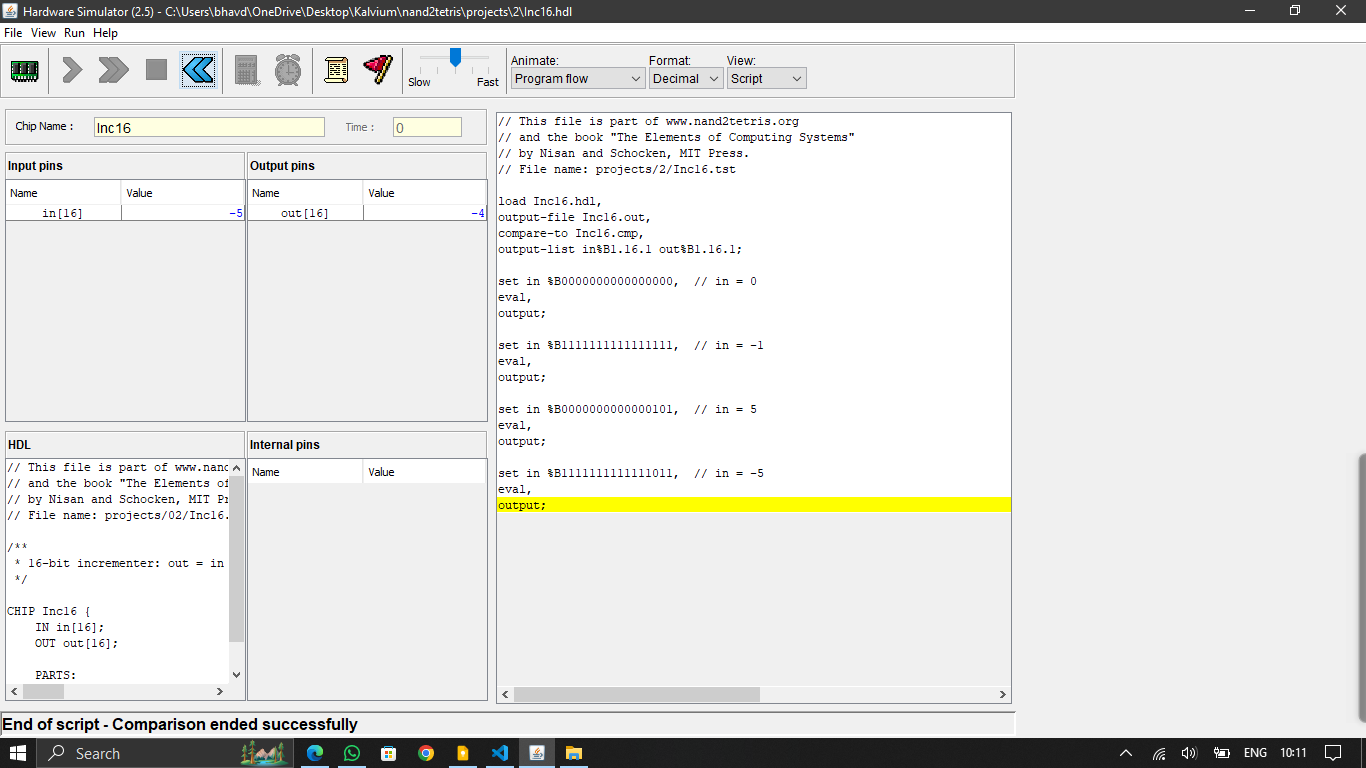 Hardware Simulator (2.5) - C:\Users\bhavd\OneDrive\Desktop\Kalvium\nand2tetris\projects\2\Inc16.hdl
File View Run Help
Slow Fast
Animate: Format: View:
Program flow Decimal Script
Chip Name : Inc16 Time : 0
Input pins Output pins
Name Value Name Value
in[16] -5 out[16] -4
HDL Internal pins
Name Value
// This file is part of www.nand
// and the book "The Elements of
// by Nisan and Schocken, MIT Pr
// File name: projects/02/Inc16.
/**
* 16-bit incrementer: out = in
*/
CHIP Inc16 {
IN in[16];
OUT out[16];
PARTS:
// This file is part of www.nand2tetris.org
// and the book "The Elements of Computing Systems"
// by Nisan and Schocken, MIT Press.
// File name: projects/2/Inc16.tst
load Inc16.hdl,
output-file Inc16.out,
compare-to Inc16.cmp,
output-list in%B1.16.1 out%B1.16.1;
set in %B0000000000000000,  // in = 0
eval,
output;
set in %B1111111111111111,  // in = -1
eval,
output;
set in %B0000000000000101,  // in = 5
eval,
output;
set in %B1111111111111011,  // in = -5
eval,
output;
End of script - Comparison ended successfully
Search ENG 10:11